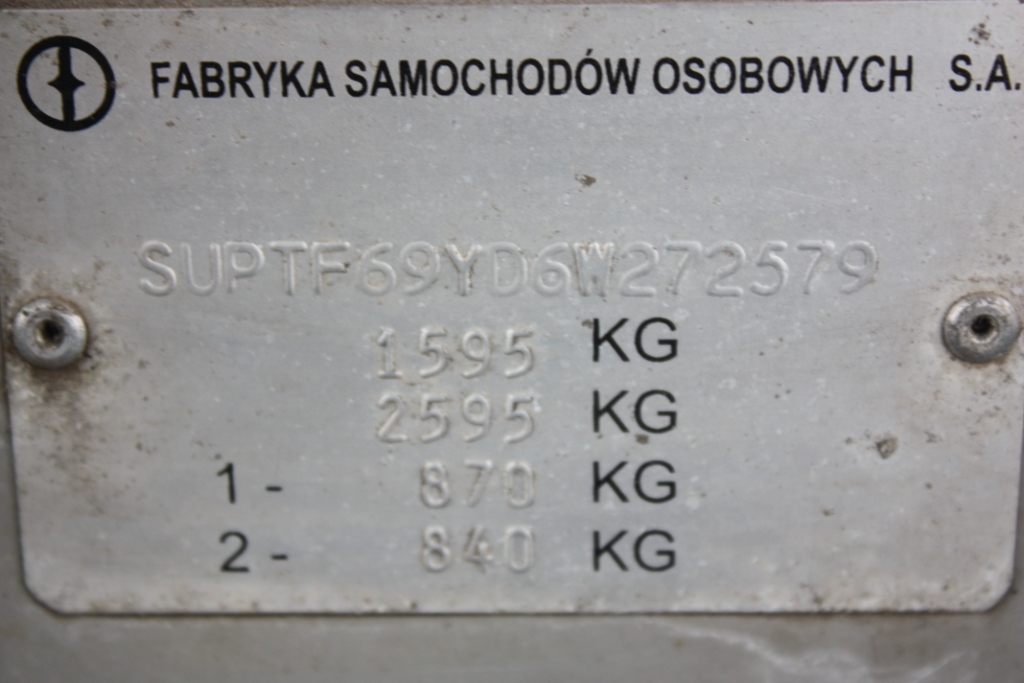 FABRYKA SAMOCHODÓW OSOBOWYCH S.A.
SUPTF69YD6W272579
1595 KG
2595 KG
1 - 870 KG
2 - 840 KG